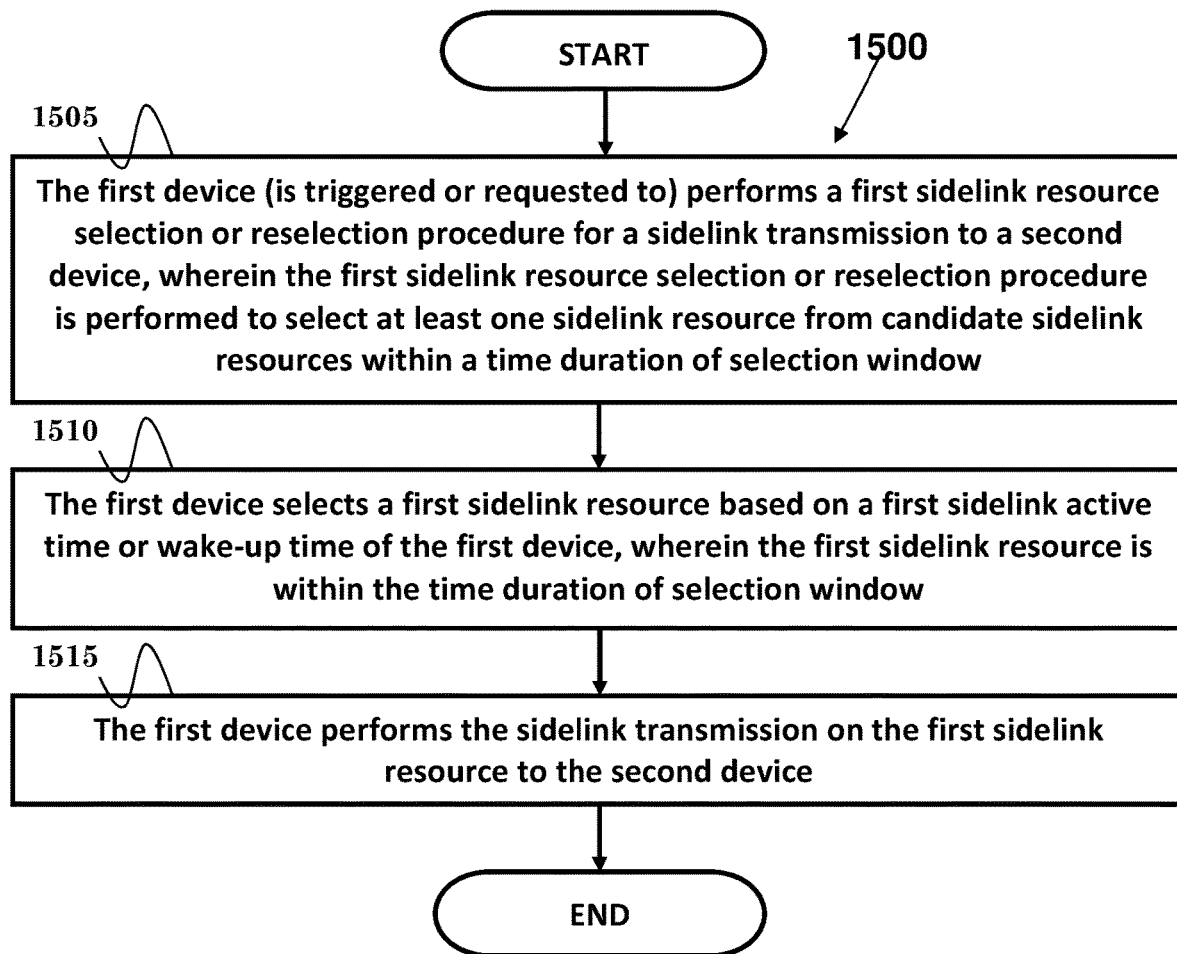 START
1500
1505
The first device (is triggered or requested to) performs a first sidelink resource
selection or reselection procedure for a sidelink transmission to a second
device, wherein the first sidelink resource selection or reselection procedure
is performed to select at least one sidelink resource from candidate sidelink
resources within a time duration of selection window
1510
The first device selects a first sidelink resource based on a first sidelink active
time or wake-up time of the first device, wherein the first sidelink resource is
within the time duration of selection window
1515
The first device performs the sidelink transmission on the first sidelink
resource to the second device
END